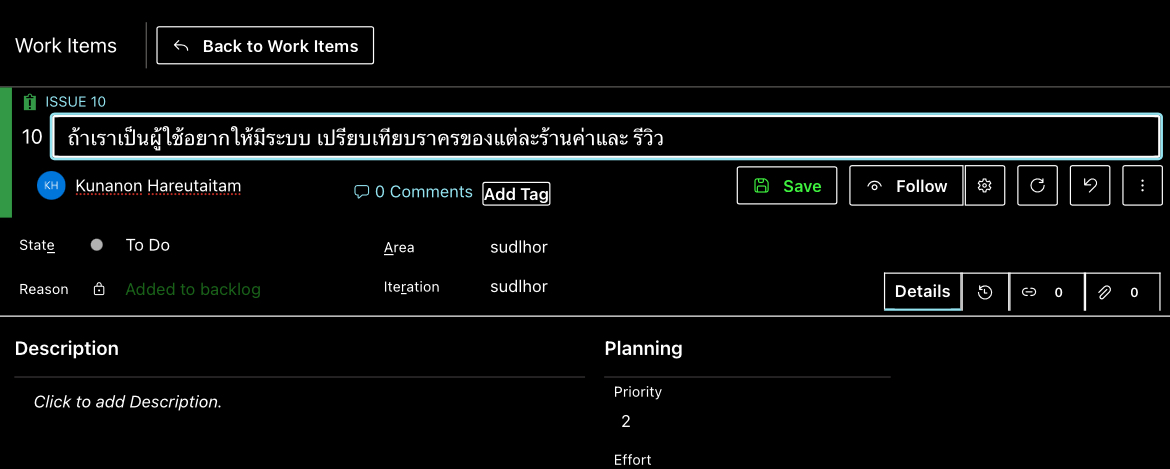 Work Items
Back to Work Items
ISSUE 10
10 ถ้าเราเป็นผู้ใช้อยากให้มีระบบ เปรียบเทียบราครของแต่ละร้านค่าและ รีวิว
KH Kunanon Hareutaitam 0 Comments Add Tag Save Follow
State To Do Area sudlhor
Reason Added to backlog Iteration sudlhor
Details 0 0
Description Planning
Click to add Description. Priority
2
Effort